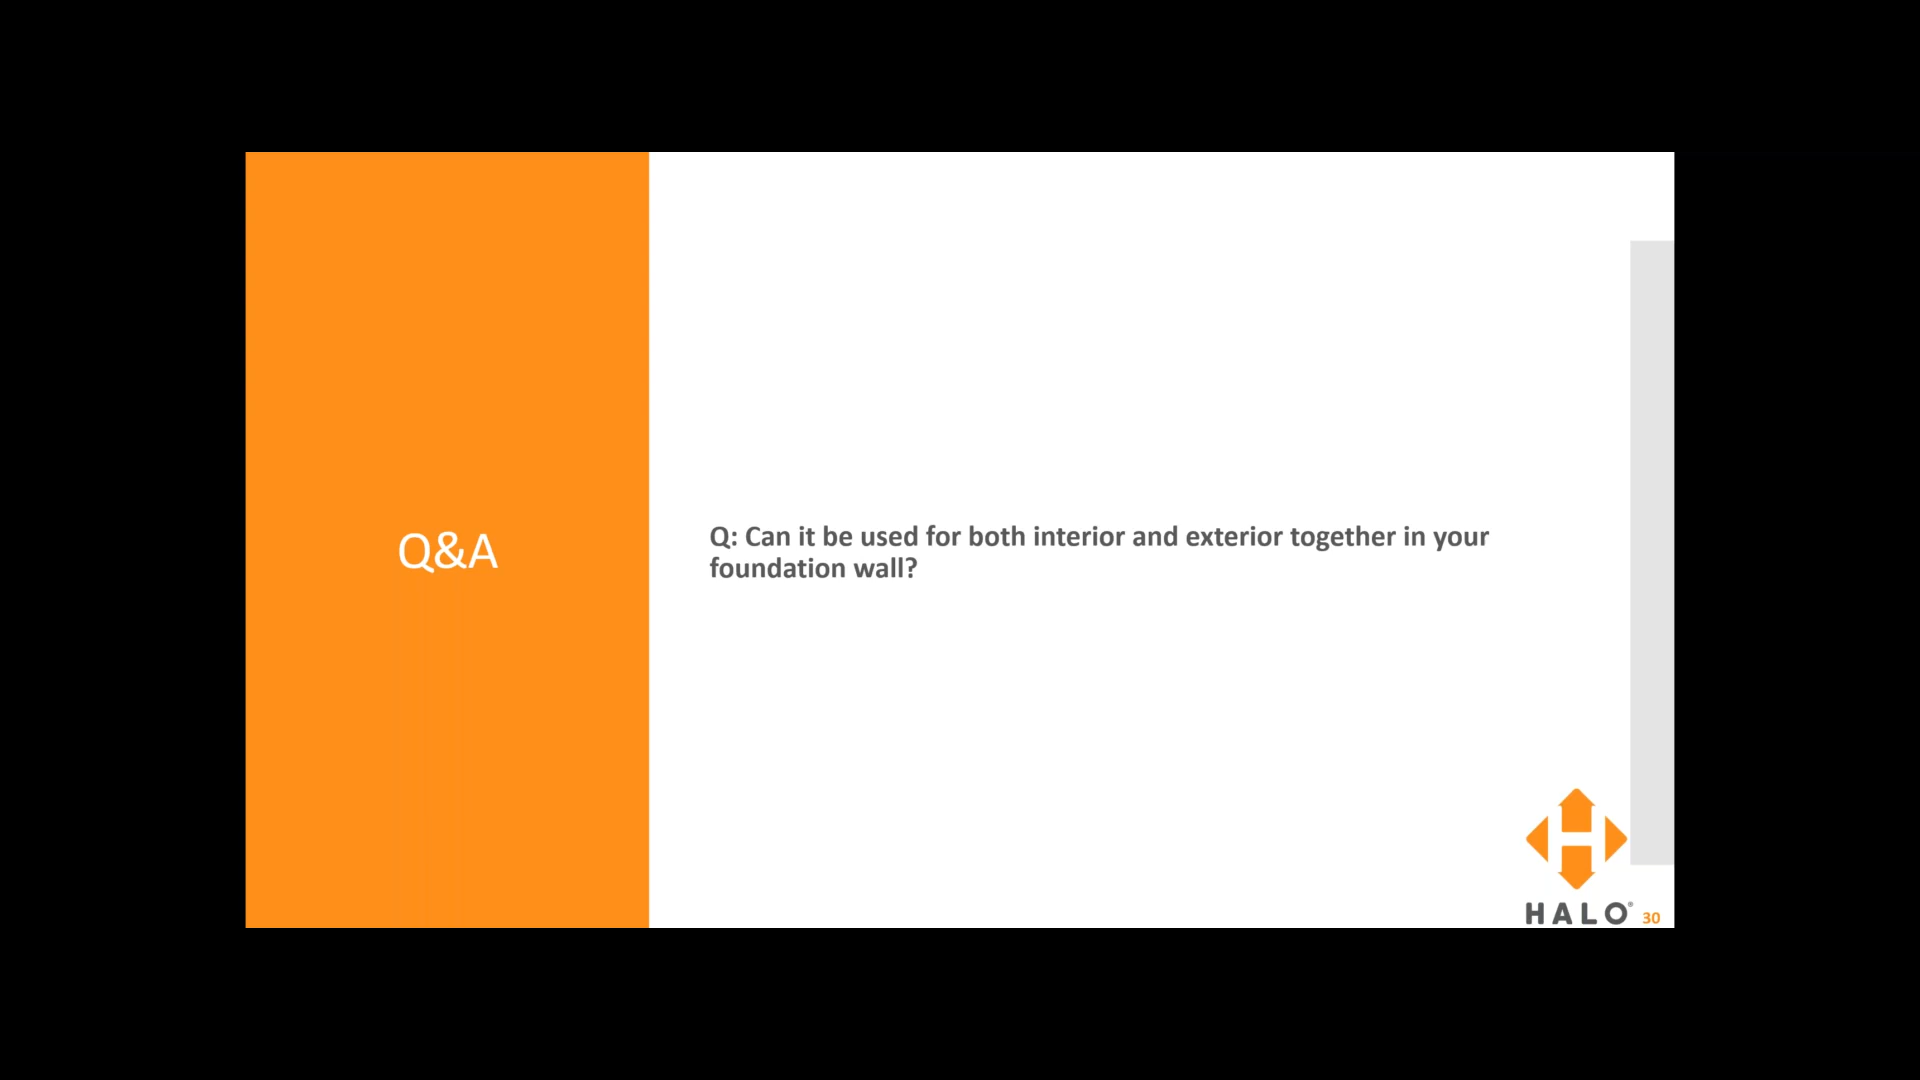 Q&A
Q: Can it be used for both interior and exterior together in your
foundation wall?
HALO®
30